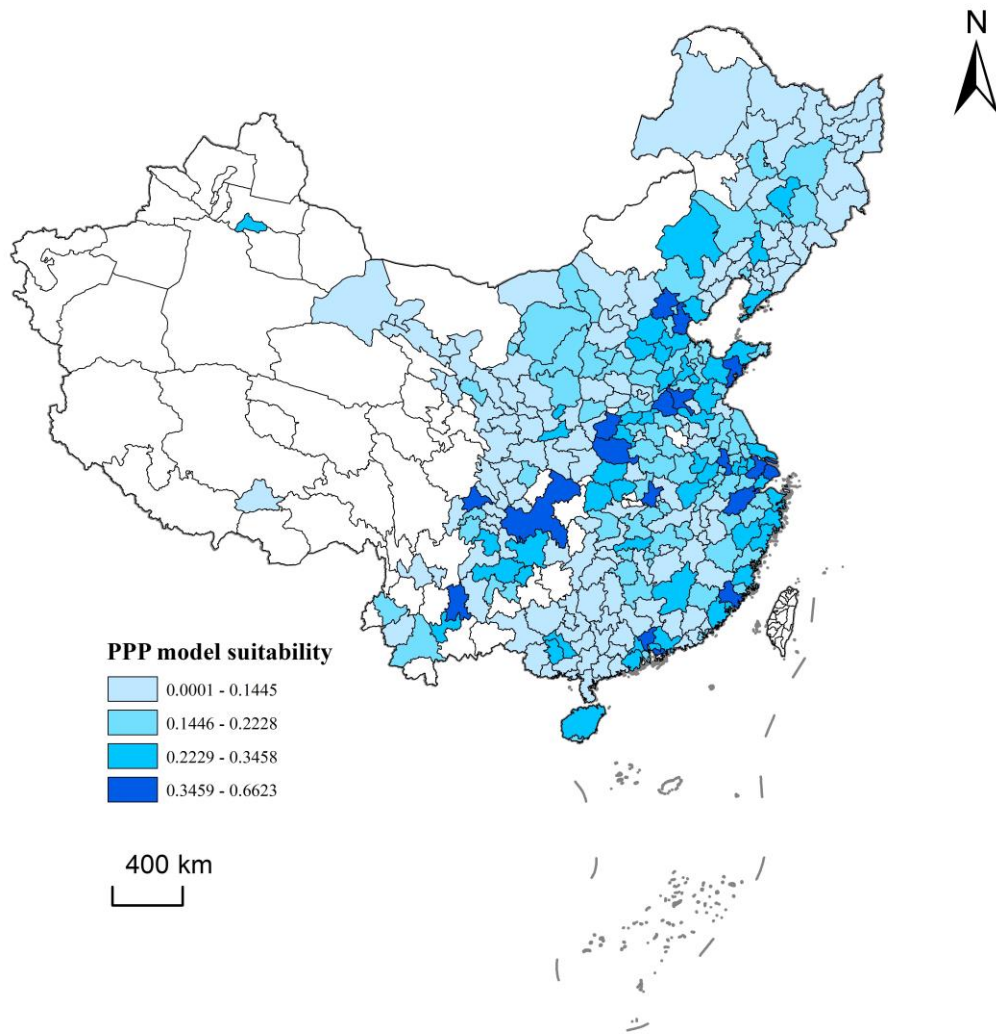 N
PPP model suitability
0.0001 - 0.1445
0.1446 - 0.2228
0.2229 - 0.3458
0.3459 - 0.6623
400 km